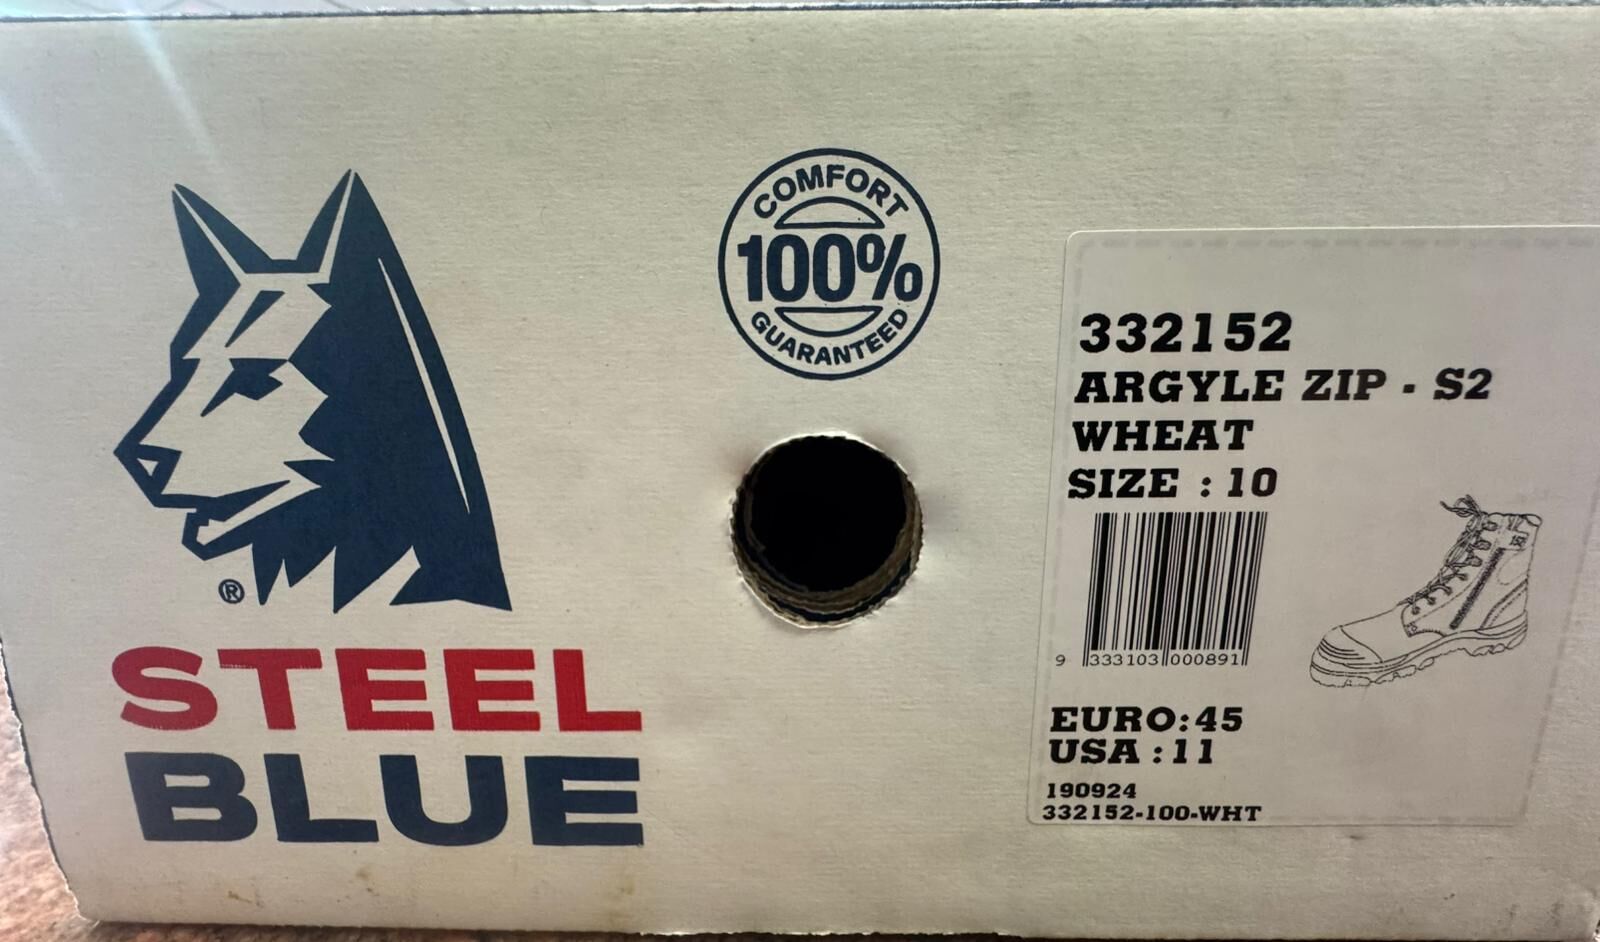 COMFORT
100%
GUARANTEED
®
STEEL
BLUE
332152
ARGYLE ZIP - S2
WHEAT
SIZE : 10
9 333103 000891
EURO:45
USA :11
190924
332152-100-WHT